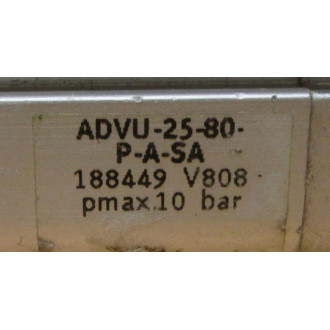 ADVU-25-80-
P-A-SA
188449 V808
pmax.10 bar